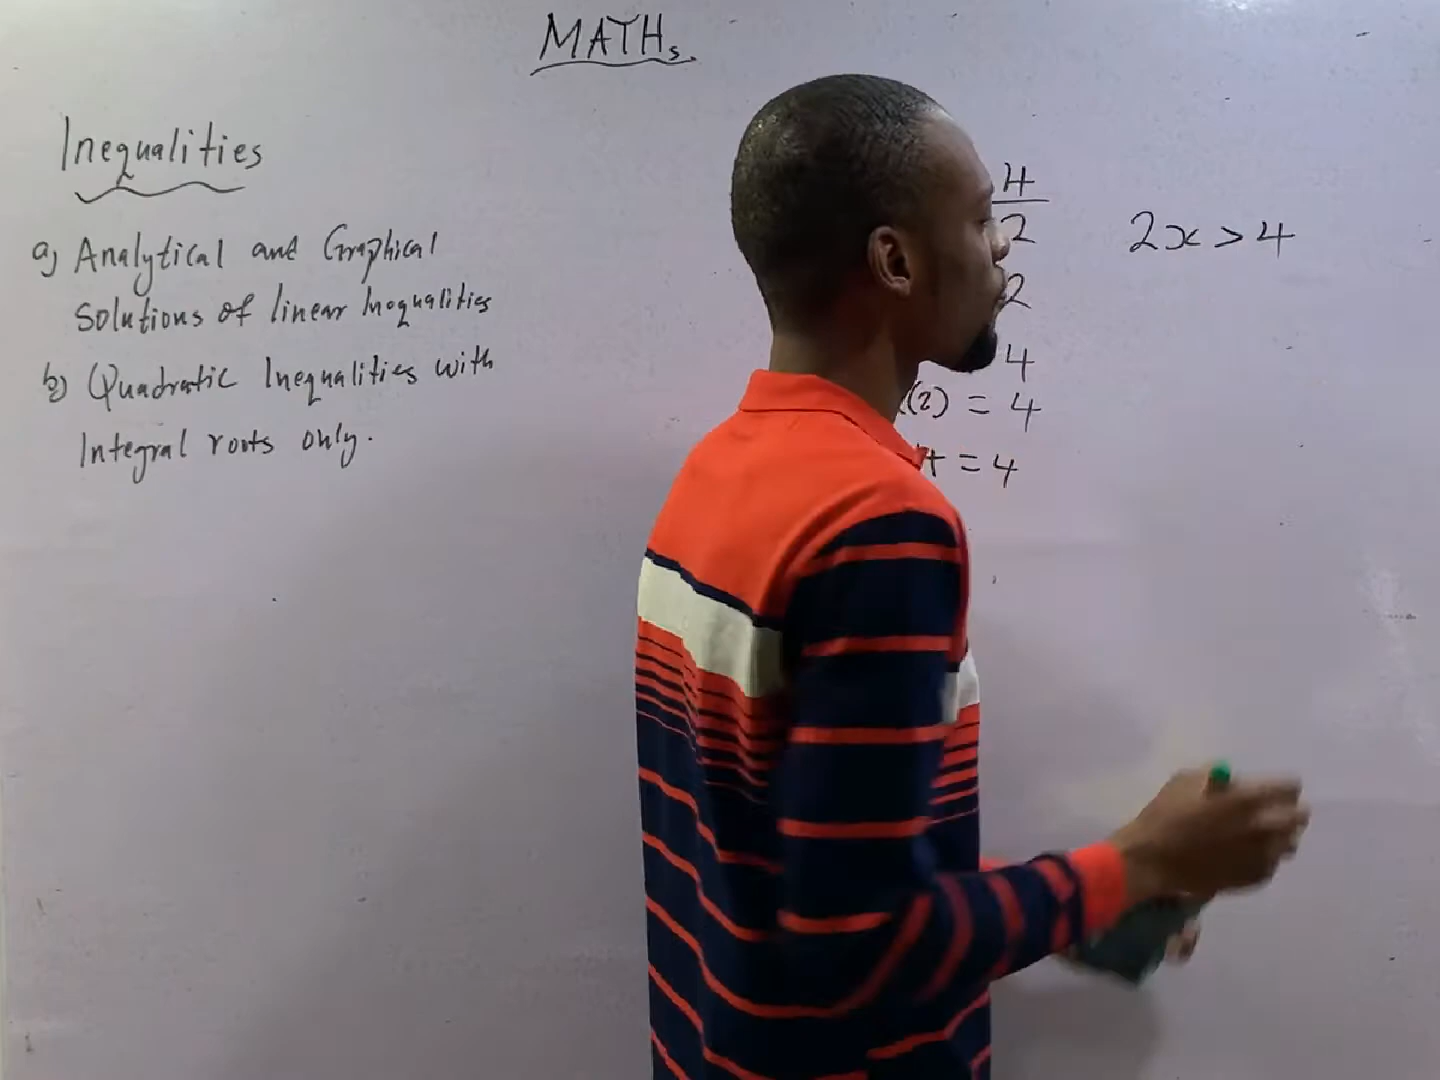 MATHs
Inequalities
a) Analytical and Graphical
Solutions of linear Inequalities
b) Quadratic Inequalities with
Integral roots only.
4
2
2
4
(2) = 4
4 = 4
2x > 4